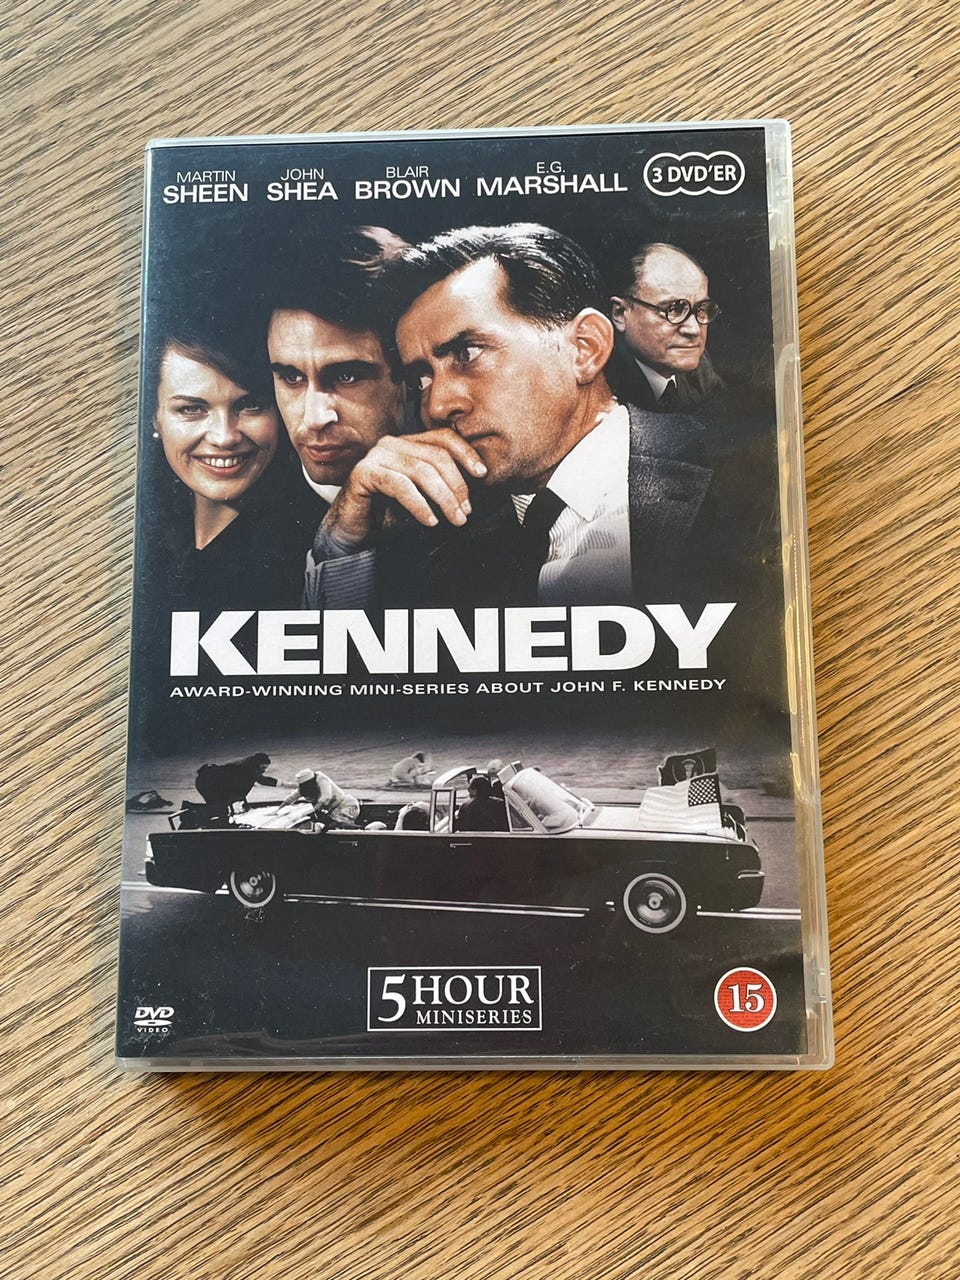 MARTIN SHEEN
JOHN SHEA
BLAIR BROWN
E.G. MARSHALL
3 DVD'ER
KENNEDY
AWARD-WINNING MINI-SERIES ABOUT JOHN F. KENNEDY
5 HOUR
MINISERIES
DVD
VIDEO
15